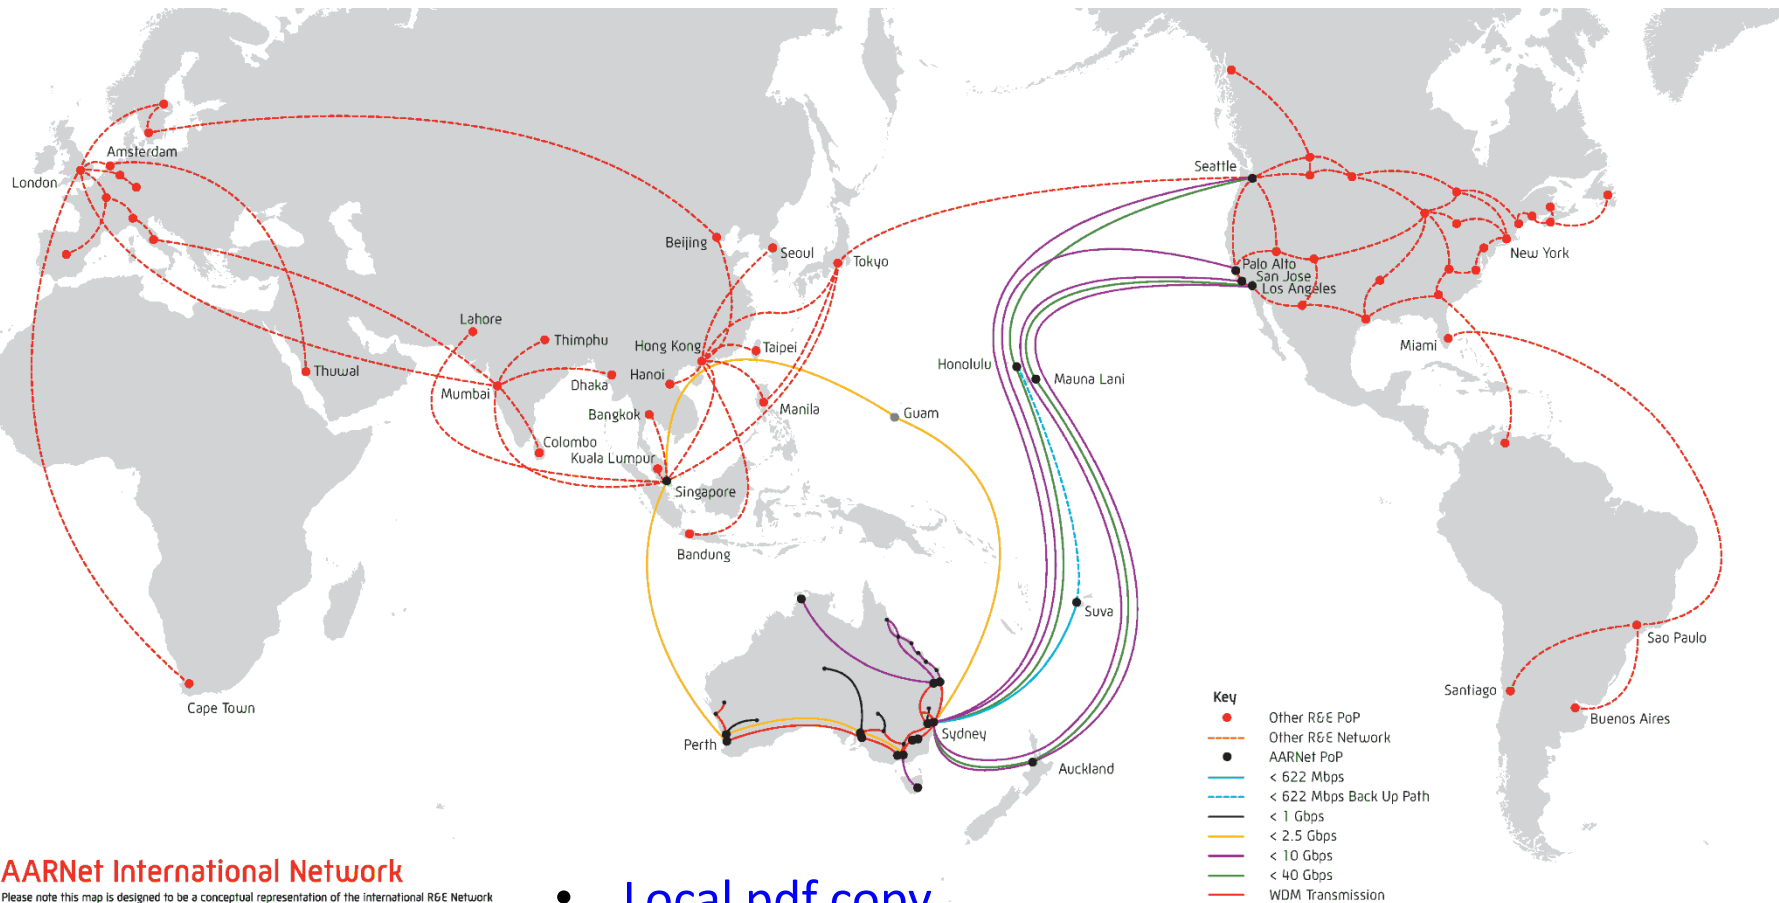 Amsterdam
London
Seattle
Beijing
Seoul
Tokyo
New York
Palo Alto
San Jose
Los Angeles
Lahore
Thimphu
Hong Kong
Taipei
Miami
Thuwal
Honolulu
Mauna Lani
Hanoi
Dhaka
Mumbai
Manila
Guam
Bangkok
Colombo
Kuala Lumpur
Singapore
Bandung
Suva
Sao Paulo
Santiago
Buenos Aires
Cape Town
Perth
Sydney
Auckland
Key
Other R&E PoP
Other R&E Network
AARNet PoP
< 622 Mbps
< 622 Mbps Back Up Path
< 1 Gbps
< 2.5 Gbps
< 10 Gbps
< 40 Gbps
WDM Transmission
AARNet International Network
Please note this map is designed to be a conceptual representation of the international R&E Network
• Local pdf copy